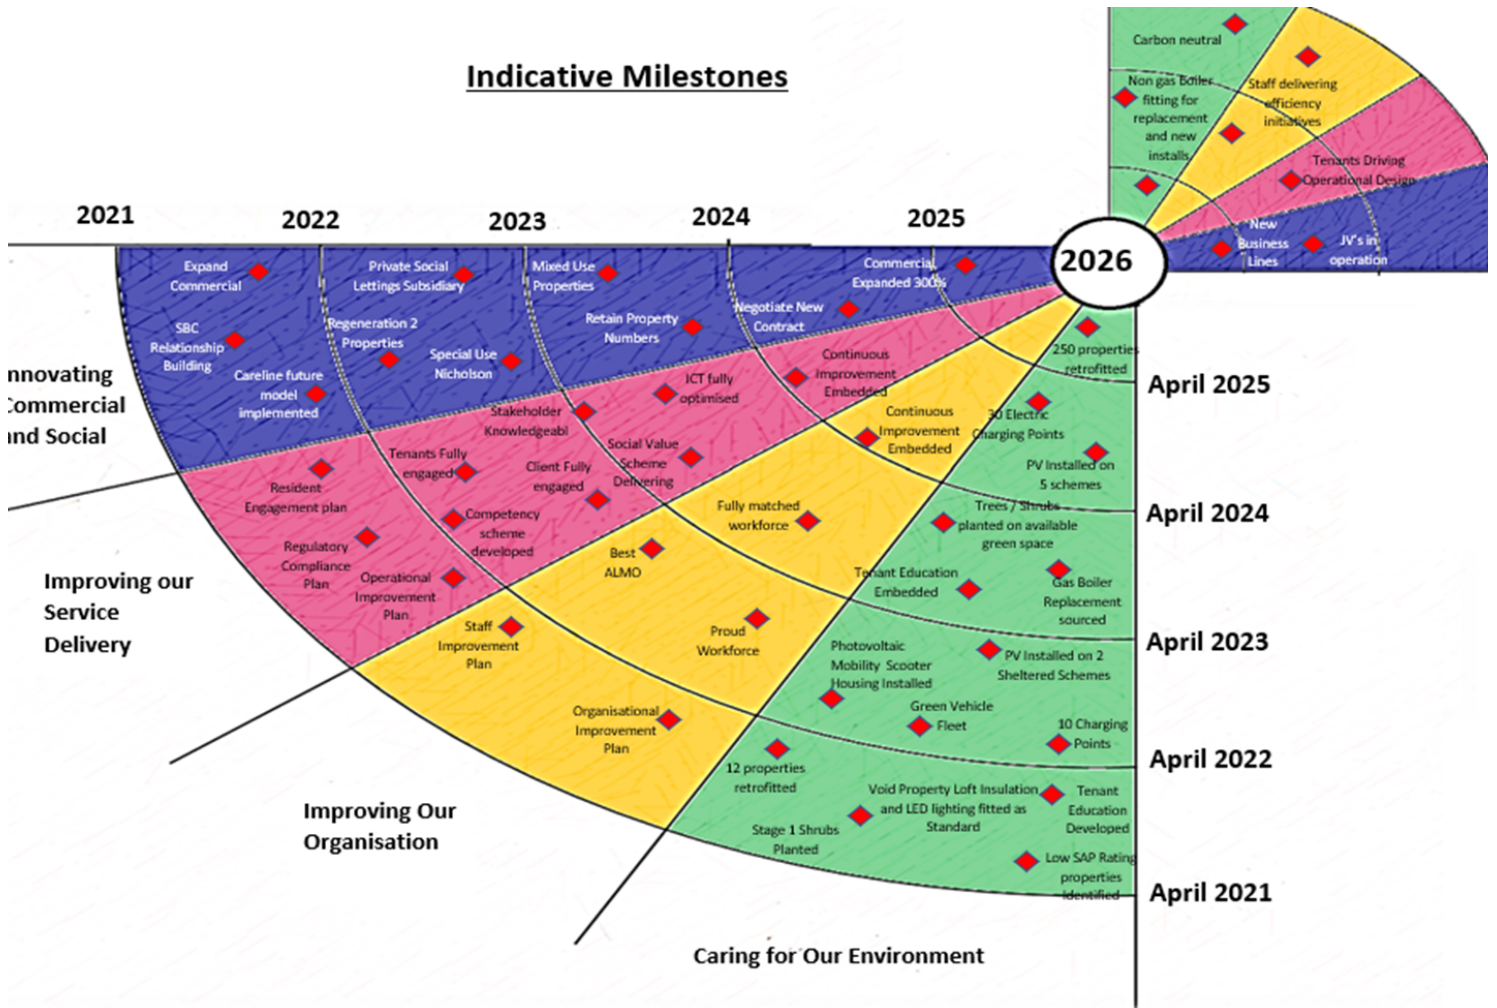 Indicative Milestones
Carbon neutral
Non gas Boiler
fitting for
replacement
and new
installs
Staff delivering
efficiency
initiatives
Tenants Driving
Operational Design
New
Business
Lines
JV's in
operation
2021
2022
2023
2024
2025
2026
Expand
Commercial
SBC
Relationship
Building
Careline future
model
implemented
Private Social
Lettings Subsidiary
Regeneration 2
Properties
Special Use
Nicholson
Mixed Use
Properties
Retain Property
Numbers
Negotiate New
Contract
Commercial
Expanded 300%
nnovating
Commercial
and Social
Resident
Engagement plan
Regulatory
Compliance
Plan
Operational
Improvement
Plan
Tenants Fully
engaged
Competency
scheme
developed
Stakeholder
Knowledgeabl
Client Fully
engaged
ICT fully
optimised
Social Value
Scheme
Delivering
Continuous
Improvement
Embedded
Improving our
Service
Delivery
Staff
Improvement
Plan
Organisational
Improvement
Plan
Best
ALMO
Proud
Workforce
Fully matched
workforce
Continuous
Improvement
Embedded
Improving Our
Organisation
250 properties
retrofitted
April 2025
30 Electric
Charging Points
PV Installed on
5 schemes
April 2024
Trees / Shrubs
planted on available
green space
Tenant Education
Embedded
Gas Boiler
Replacement
sourced
April 2023
Photovoltaic
Mobility Scooter
Housing Installed
PV Installed on 2
Sheltered Schemes
Green Vehicle
Fleet
10 Charging
Points
April 2022
12 properties
retrofitted
Void Property Loft Insulation
and LED lighting fitted as
Standard
Tenant
Education
Developed
Stage 1 Shrubs
Planted
Low SAP Rating
properties
identified
April 2021
Caring for Our Environment